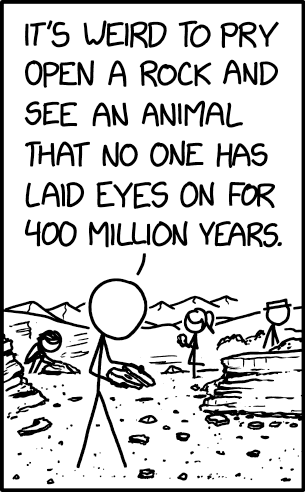 IT'S WEIRD TO PRY
OPEN A ROCK AND
SEE AN ANIMAL
THAT NO ONE HAS
LAID EYES ON FOR
400 MILLION YEARS.